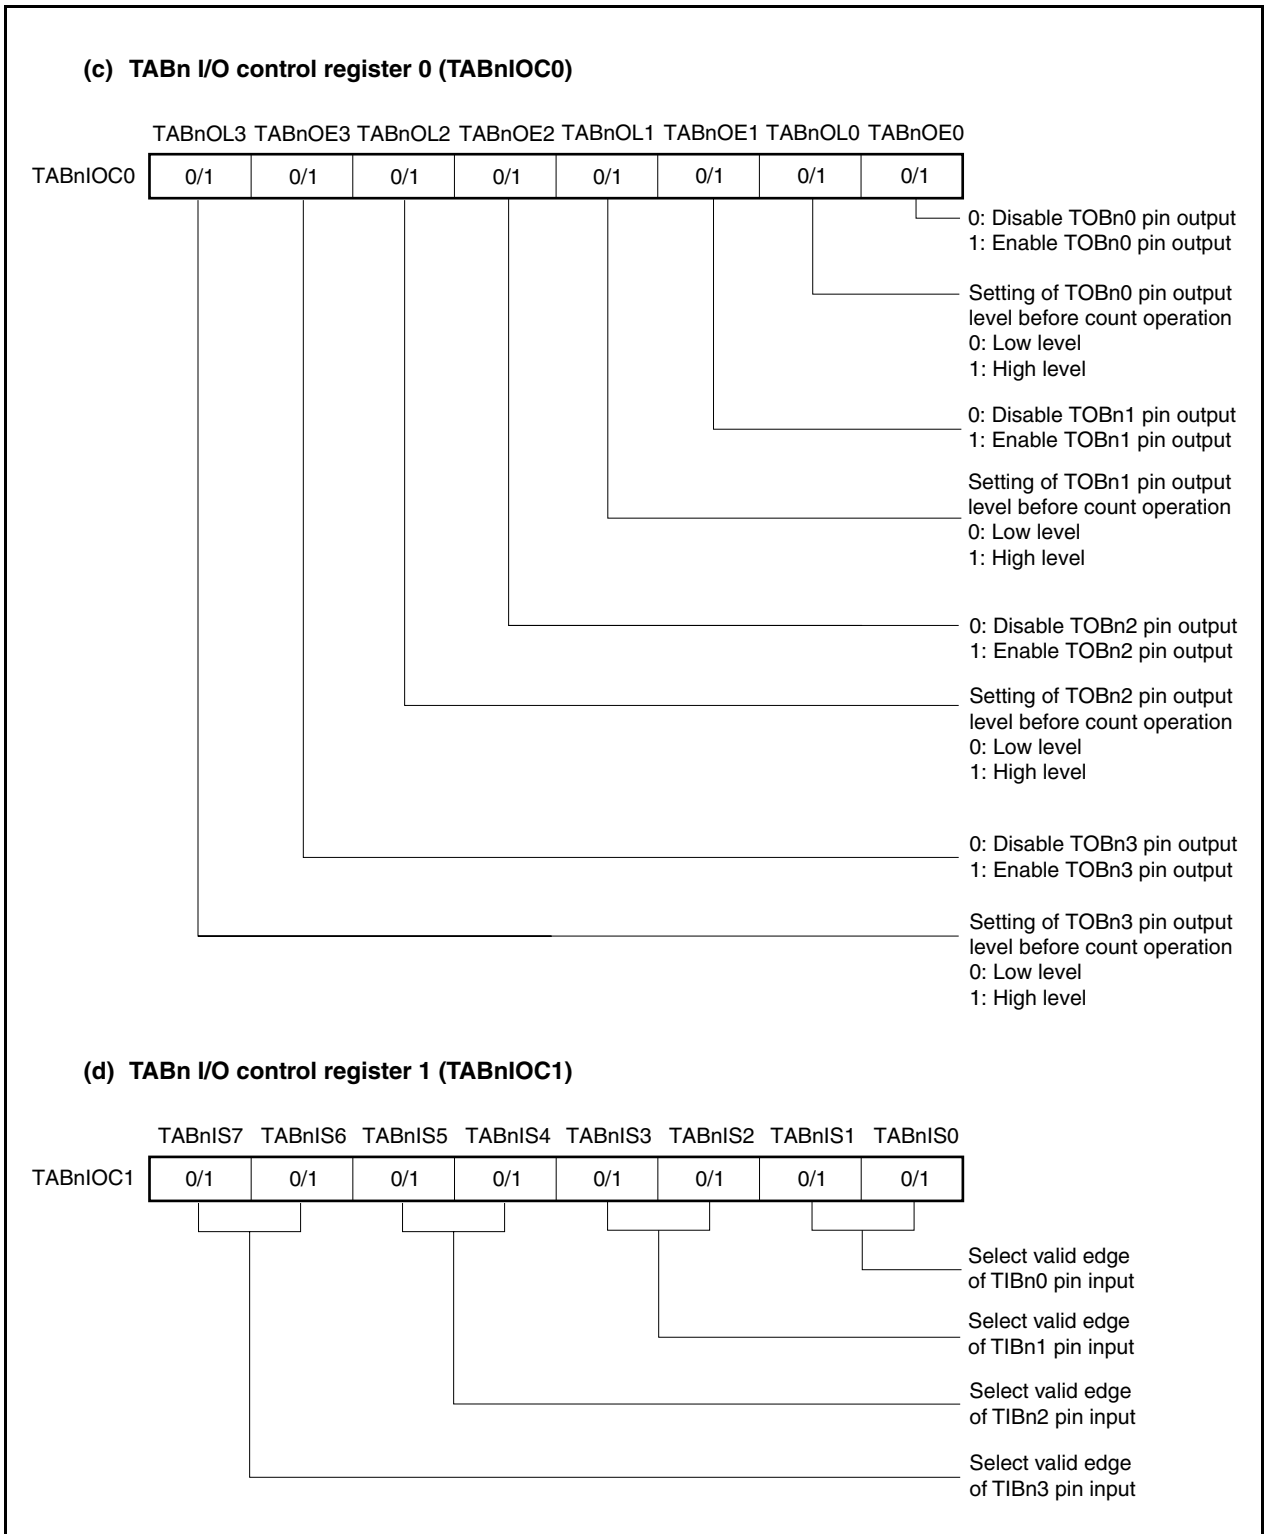 (c) TABn I/O control register 0 (TABnIOC0)
TABnOL3 TABnOE3 TABnOL2 TABnOE2 TABnOL1 TABnOE1 TABnOL0 TABnOE0
TABnIOC0 0/1 0/1 0/1 0/1 0/1 0/1 0/1 0/1
0: Disable TOBn0 pin output
1: Enable TOBn0 pin output
Setting of TOBn0 pin output
level before count operation
0: Low level
1: High level
0: Disable TOBn1 pin output
1: Enable TOBn1 pin output
Setting of TOBn1 pin output
level before count operation
0: Low level
1: High level
0: Disable TOBn2 pin output
1: Enable TOBn2 pin output
Setting of TOBn2 pin output
level before count operation
0: Low level
1: High level
0: Disable TOBn3 pin output
1: Enable TOBn3 pin output
Setting of TOBn3 pin output
level before count operation
0: Low level
1: High level
(d) TABn I/O control register 1 (TABnIOC1)
TABnIS7 TABnIS6 TABnIS5 TABnIS4 TABnIS3 TABnIS2 TABnIS1 TABnIS0
TABnIOC1 0/1 0/1 0/1 0/1 0/1 0/1 0/1 0/1
Select valid edge
of TIBn0 pin input
Select valid edge
of TIBn1 pin input
Select valid edge
of TIBn2 pin input
Select valid edge
of TIBn3 pin input